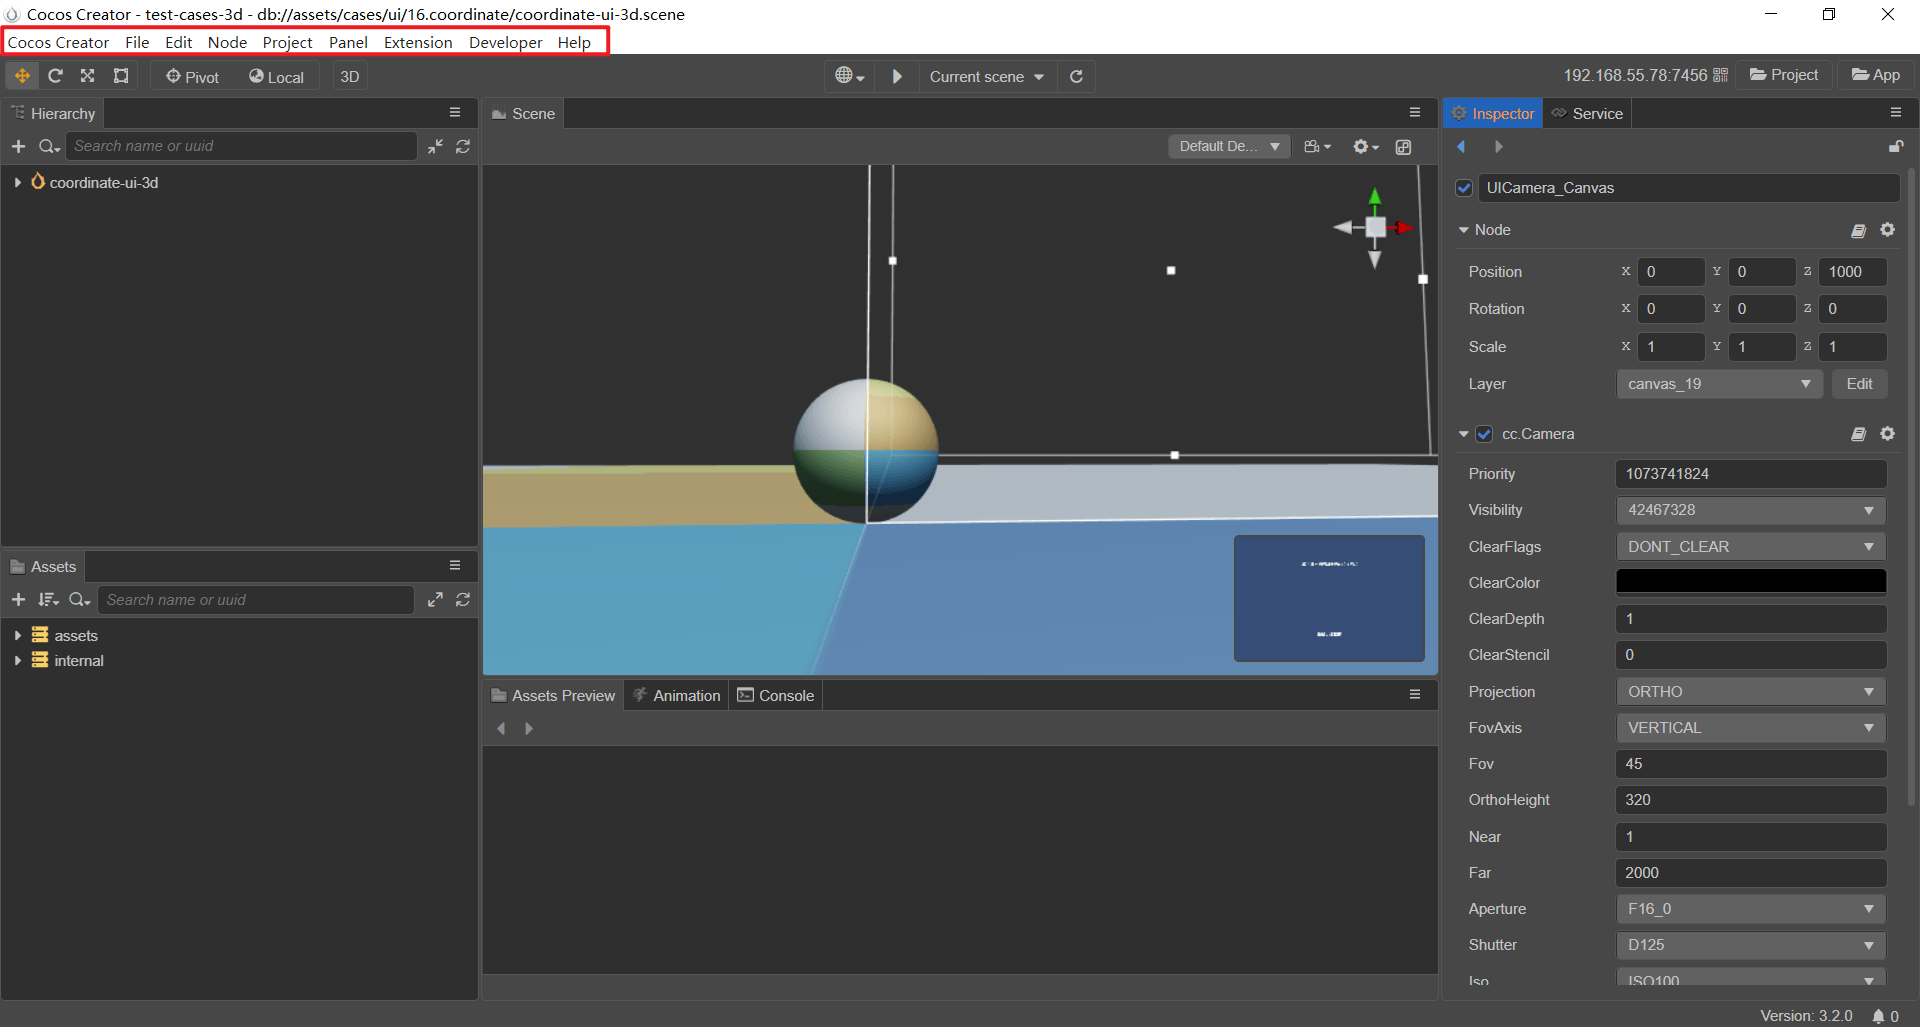 Cocos Creator - test-cases-3d - db://assets/cases/ui/16.coordinate/coordinate-ui-3d.scene
Cocos Creator File Edit Node Project Panel Extension Developer Help
Pivot Local 3D Current scene 192.168.55.78:7456 Project App
Hierarchy
Search name or uuid
coordinate-ui-3d
Assets
Search name or uuid
assets
internal
Scene
Default De...
Assets Preview Animation Console
Inspector Service
UICamera_Canvas
Node
Position X 0 Y 0 Z 1000
Rotation X 0 Y 0 Z 0
Scale X 1 Y 1 Z 1
Layer canvas_19 Edit
cc.Camera
Priority 1073741824
Visibility 42467328
ClearFlags DONT_CLEAR
ClearColor
ClearDepth 1
ClearStencil 0
Projection ORTHO
FovAxis VERTICAL
Fov 45
OrthoHeight 320
Near 1
Far 2000
Aperture F16_0
Shutter D125
Iso ISO100
Version: 3.2.0 0